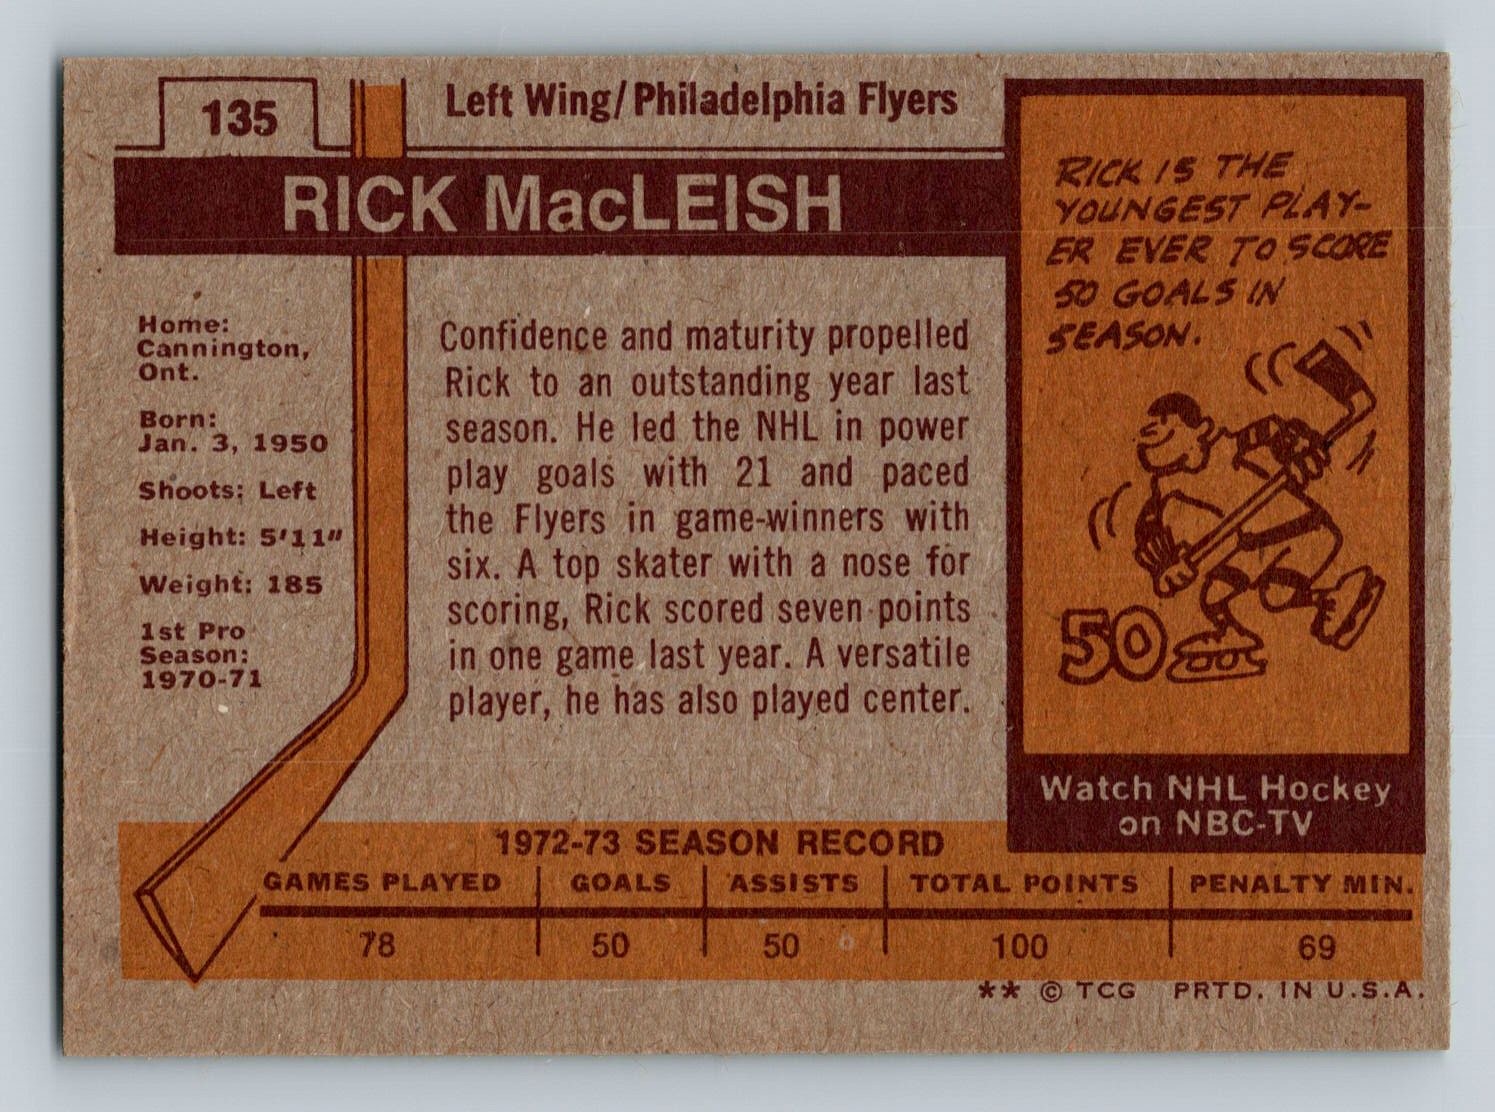 135
Left Wing/Philadelphia Flyers
RICK MacLEISH
Home:
Cannington,
Ont.
Born:
Jan. 3, 1950
Shoots: Left
Height: 5'11"
Weight: 185
1st Pro
Season:
1970-71
Confidence and maturity propelled
Rick to an outstanding year last
season. He led the NHL in power
play goals with 21 and paced
the Flyers in game-winners with
six. A top skater with a nose for
scoring, Rick scored seven points
in one game last year. A versatile
player, he has also played center.
RICK IS THE
YOUNGEST PLAY-
ER EVER TO SCORE
50 GOALS IN
SEASON.
50
Watch NHL Hockey
on NBC-TV
1972-73 SEASON RECORD
GAMES PLAYED GOALS ASSISTS TOTAL POINTS PENALTY MIN.
78 50 50 100 69
** © TCG PRTD. IN U.S.A.